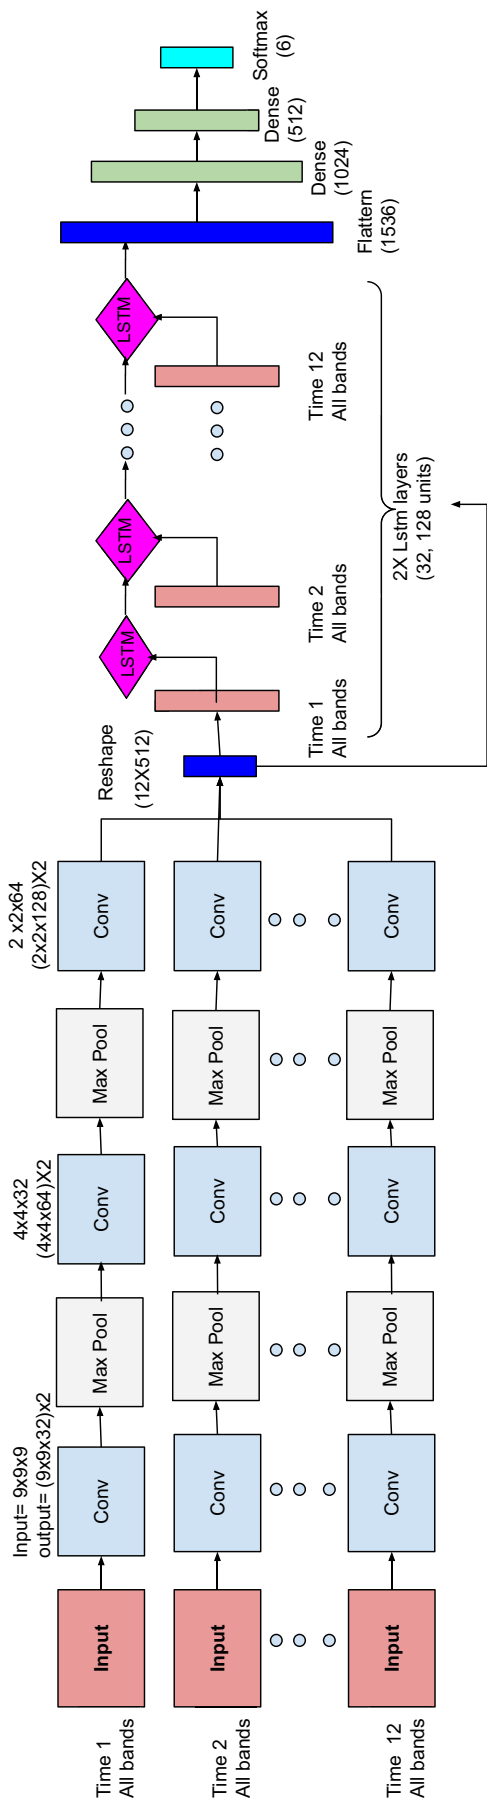 Input= 9x9x9
output= (9x9x32)x2
4x4x32
(4x4x64)X2
2 x2x64
(2x2x128)X2
Time 1
All bands
Input
Conv
Max Pool
Conv
Max Pool
Conv
Time 2
All bands
Input
Conv
Max Pool
Conv
Max Pool
Conv
Time 12
All bands
Input
Conv
Max Pool
Conv
Max Pool
Conv
Reshape
(12X512)
LSTM
LSTM
LSTM
Time 1
All bands
Time 2
All bands
Time 12
All bands
2X Lstm layers
(32, 128 units)
Flattern
(1536)
Dense
(1024)
Dense
(512)
Softmax
(6)